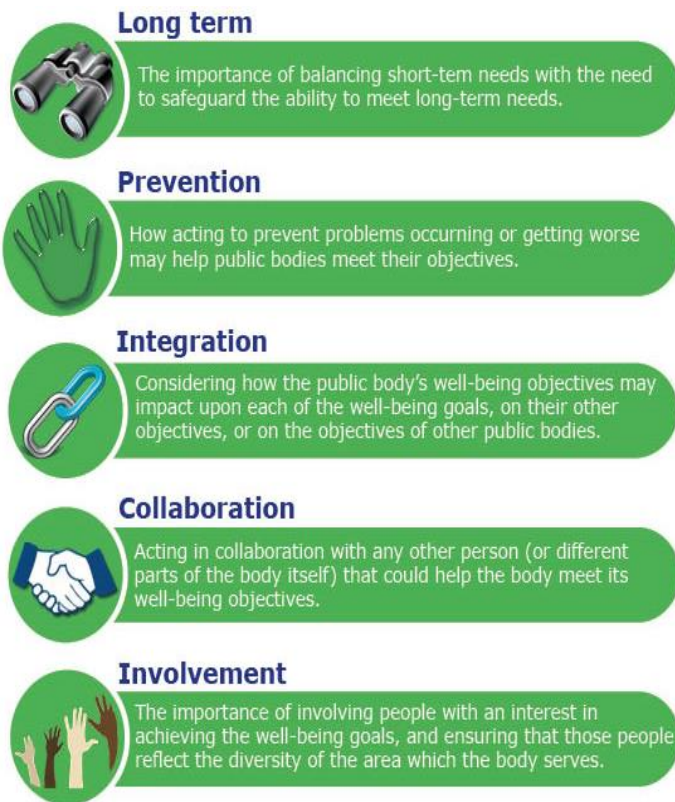 Long term
The importance of balancing short-tem needs with the need
to safeguard the ability to meet long-term needs.
Prevention
How acting to prevent problems occurring or getting worse
may help public bodies meet their objectives.
Integration
Considering how the public body's well-being objectives may
impact upon each of the well-being goals, on their other
objectives, or on the objectives of other public bodies.
Collaboration
Acting in collaboration with any other person (or different
parts of the body itself) that could help the body meet its
well-being objectives.
Involvement
The importance of involving people with an interest in
achieving the well-being goals, and ensuring that those people
reflect the diversity of the area which the body serves.